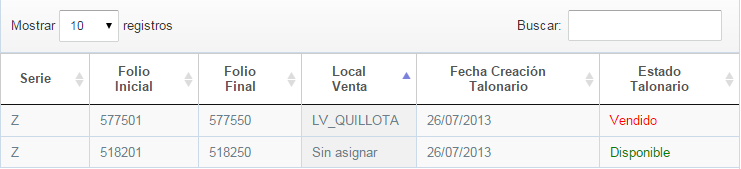 Mostrar 10 registros Buscar:
Serie Folio Inicial Folio Final Local Venta Fecha Creación Talonario Estado Talonario
Z 577501 577550 LV_QUILLOTA 26/07/2013 Vendido
Z 518201 518250 Sin asignar 26/07/2013 Disponible